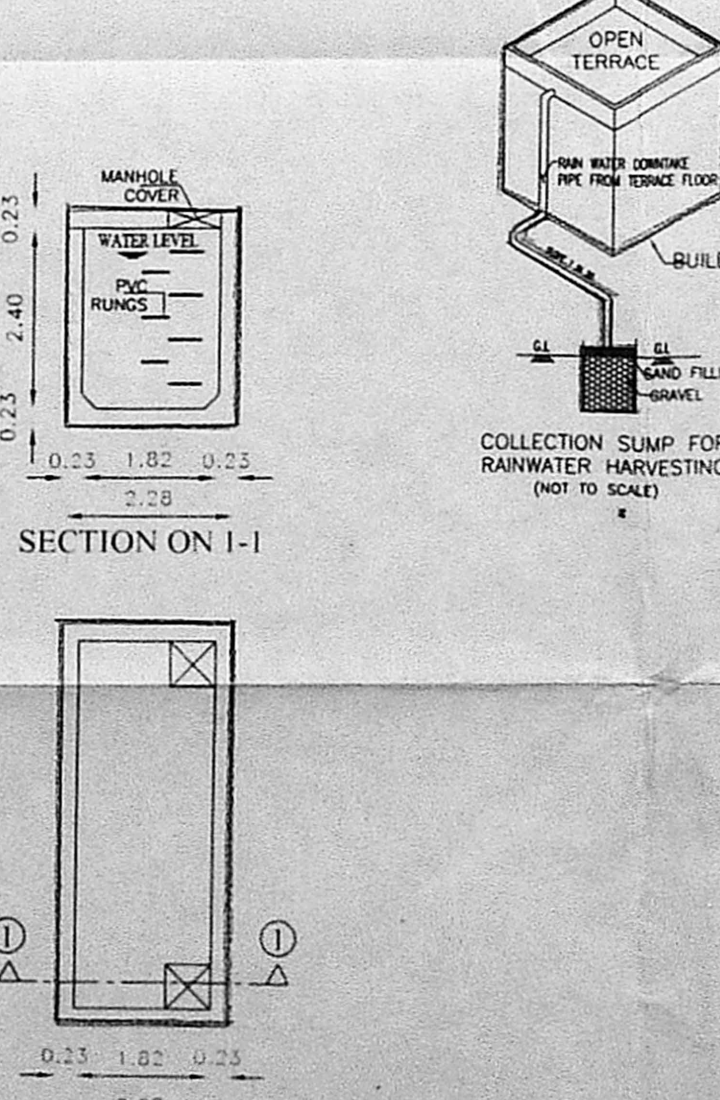 OPEN
TERRACE
RAIN WATER DOWNTAKE
PIPE FROM TERRACE FLOOR
BUIL
G.L
G.L
SAND FILL
GRAVEL
COLLECTION SUMP FOR
RAINWATER HARVESTING
(NOT TO SCALE)
MANHOLE
COVER
WATER LEVEL
PVC
RUNGS
0.23
2.40
0.23
0.23 1.82 0.23
2.28
SECTION ON 1-1
1 1
0.23 1.82 0.23